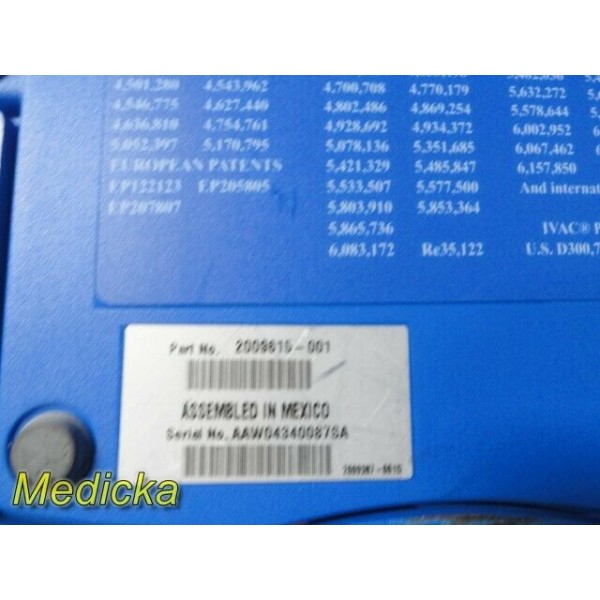 4,501,280 4,543,962 4,700,708 4,770,179 5,632,272
4,546,775 4,627,440 4,802,486 4,869,254 5,578,644
4,636,810 4,754,761 4,928,692 4,934,372 6,002,952
5,052,397 5,170,795 5,078,136 5,351,685 6,067,462
EUROPEAN PATENTS 5,421,329 5,485,847 6,157,850
EP122123 EP205805 5,533,507 5,577,500 And internat
EP207807 5,803,910 5,853,364
5,865,736 IVAC® P
6,083,172 Re35,122 U.S. D300,7
Part No. 2009610-001
ASSEMBLED IN MEXICO
Serial No. AAW04340087SA
Medicka